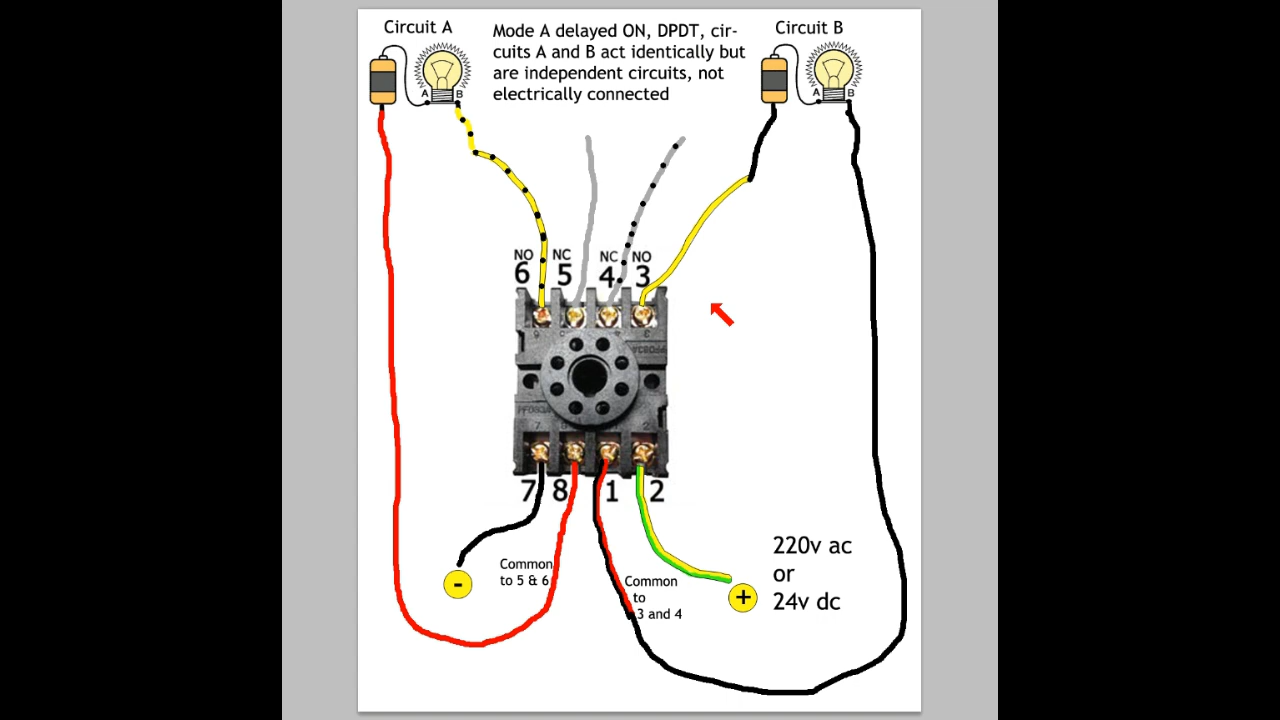 Circuit A
Mode A delayed ON, DPDT, cir-
cuits A and B act identically but
are independent circuits, not
electrically connected
Circuit B
A B
A B
NO NC NC NO
6 5 4 3
7 2
7 8 1 2
Common
to 5 & 6
-
Common
to
3 and 4
+
220v ac
or
24v dc